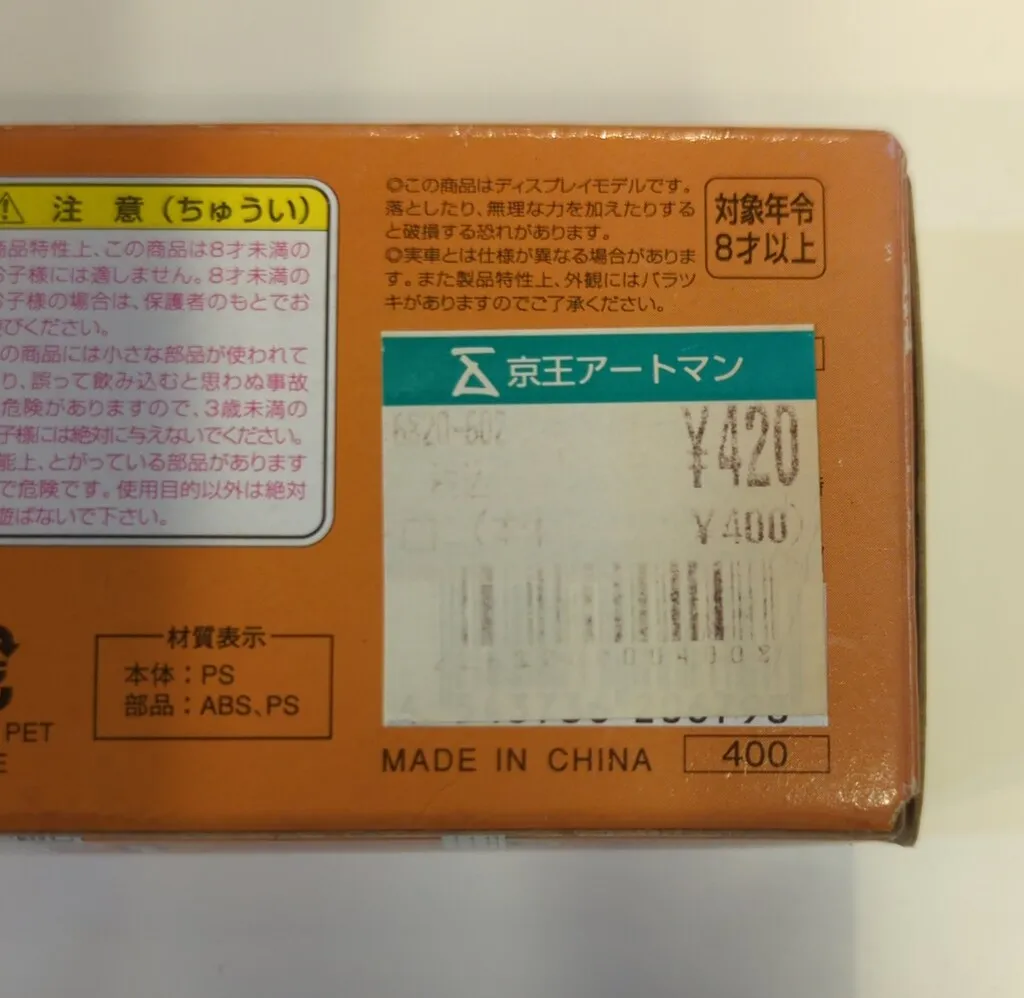 注 意 (ちゅうい)
商品特性上、この商品は8才未満の
お子様には適しません。8才未満の
お子様の場合は、保護者のもとでお
遊びください。
の商品には小さな部品が使われて
り、誤って飲み込むと思わぬ事故
危険がありますので、3歳未満の
子様には絶対に与えないでください。
能上、とがっている部品があります
で危険です。使用目的以外は絶対
遊ばないで下さい。
◎この商品はディスプレイモデルです。
落としたり、無理な力を加えたりする
と破損する恐れがあります。
◎実車とは仕様が異なる場合がありま
す。また製品特性上、外観にはバラツ
キがありますのでご了承ください。
対象年令
8才以上
京王アートマン
6820-602
¥420
¥400)
材質表示
本体:PS
部品:ABS、PS
PET
E
MADE IN CHINA
400